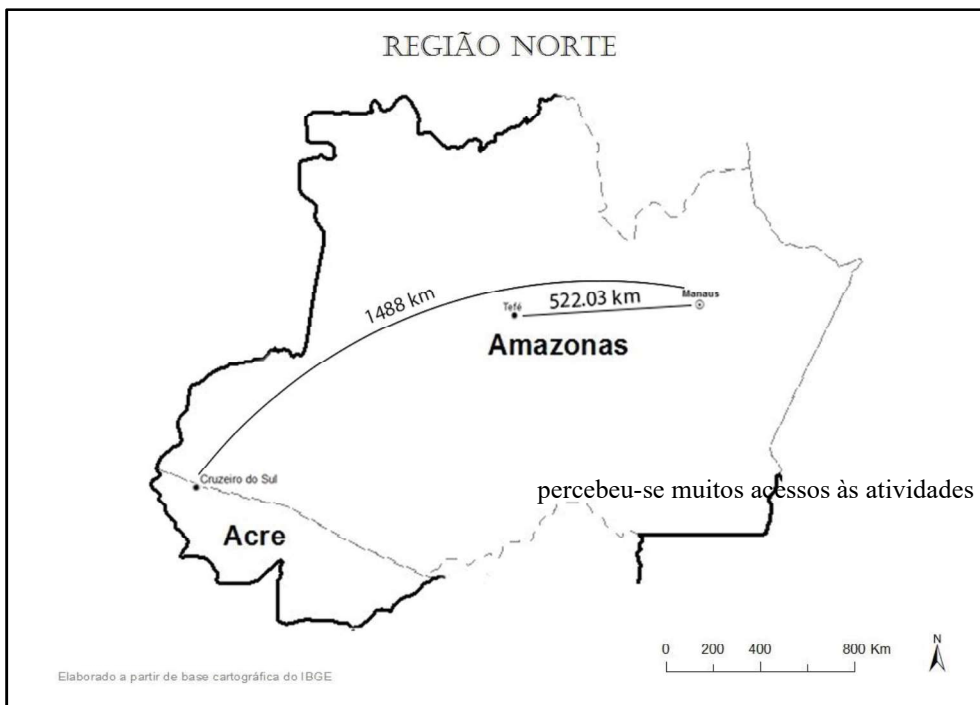 REGIÃO NORTE
1488 km
522.03 km
Manaus
Tefé
Amazonas
Cruzeiro do Sul
percebeu-se muitos acessos às atividades
Acre
N
0 200 400 800 Km
Elaborado a partir de base cartográfica do IBGE